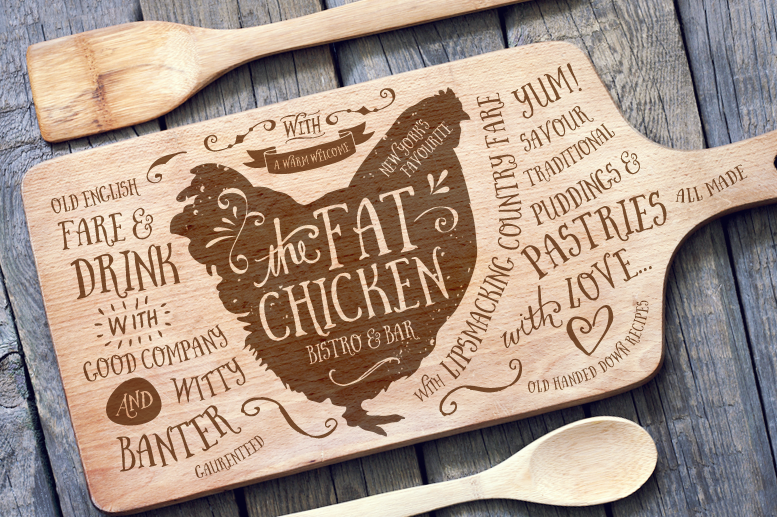 WITH
A WARM WELCOME
NEW YORK'S
FAVOURITE
the FAT
CHICKEN
BISTRO & BAR
OLD ENGLISH
FARE &
DRINK
WITH
GOOD COMPANY
AND WITTY
BANTER
GAURENTEED
WITH LIPSMACKING COUNTRY FARE
YUM!
SAVOUR
TRADITIONAL
PUDDINGS &
PASTRIES
ALL MADE
with LOVE...
OLD HANDED DOWN RECIPES